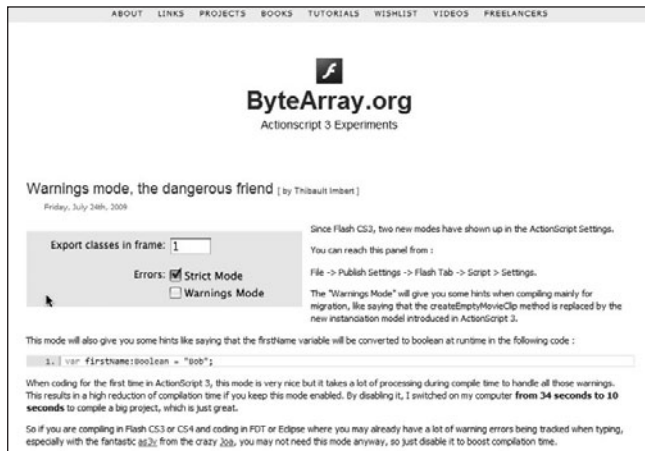 ABOUT LINKS PROJECTS BOOKS TUTORIALS WISHLIST VIDEOS FREELANCERS
ByteArray.org
Actionscript 3 Experiments
Warnings mode, the dangerous friend [ by Thibault Imbert ]
Friday, July 24th, 2009
Export classes in frame: 1
Errors: Strict Mode
Warnings Mode
Since Flash CS3, two new modes have shown up in the ActionScript Settings.
You can reach this panel from :
File -> Publish Settings -> Flash Tab -> Script > Settings.
The "Warnings Mode" will give you some hints when compiling mainly for
migration, like saying that the createEmptyMovieClip method is replaced by the
new instanciation model introduced in ActionScript 3.
This mode will also give you some hints like saying that the firstName variable will be converted to boolean at runtime in the following code :
1. var firstName:Boolean = "Bob";
When coding for the first time in ActionScript 3, this mode is very nice but it takes a lot of processing during compile time to handle all those warnings.
This results in a high reduction of compilation time if you keep this mode enabled. By disabling it, I switched on my computer from 34 seconds to 10
seconds to compile a big project, which is just great.
So if you are compiling in Flash CS3 or CS4 and coding in FDT or Eclipse where you may already have a lot of warning errors being tracked when typing,
especially with the fantastic as3v from the crazy Joa, you may not need this mode anyway, so just disable it to boost compilation time.